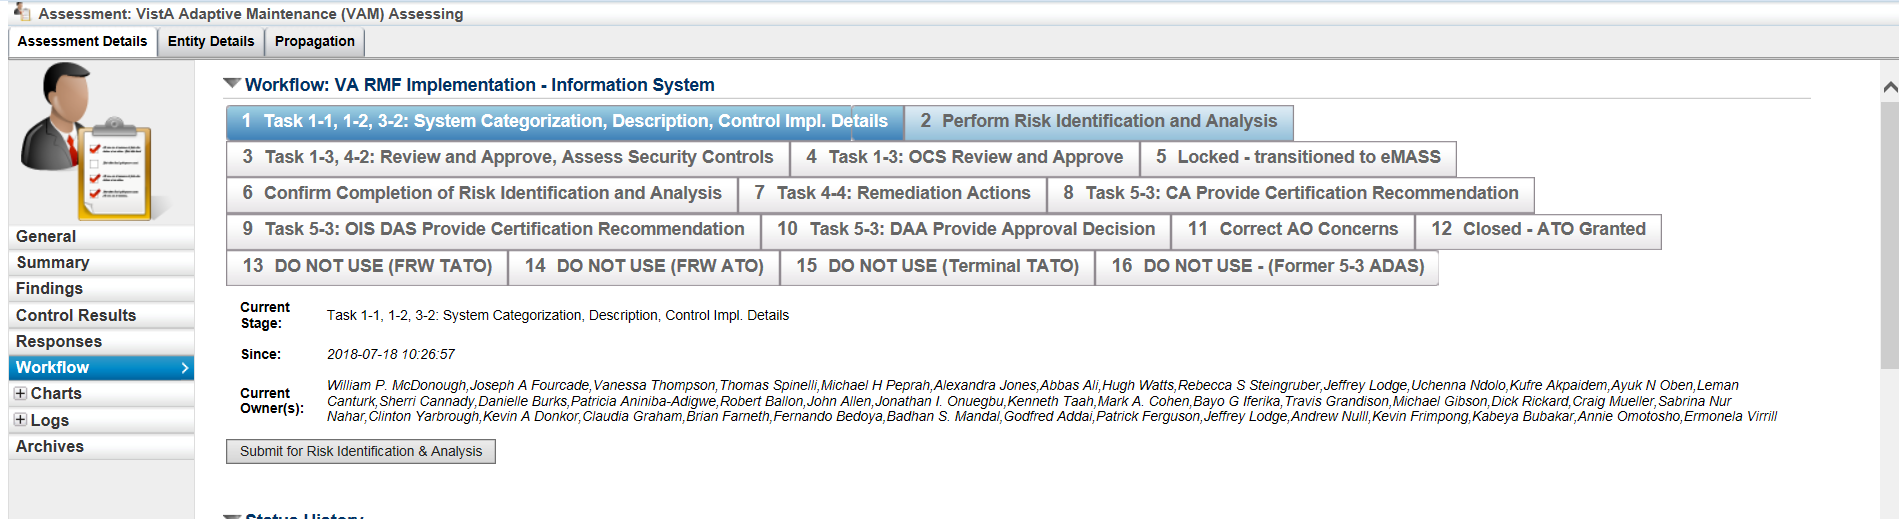 Assessment: VistA Adaptive Maintenance (VAM) Assessing
Assessment Details Entity Details Propagation
Workflow: VA RMF Implementation - Information System
1 Task 1-1, 1-2, 3-2: System Categorization, Description, Control Impl. Details 2 Perform Risk Identification and Analysis
3 Task 1-3, 4-2: Review and Approve, Assess Security Controls 4 Task 1-3: OCS Review and Approve 5 Locked - transitioned to eMASS
6 Confirm Completion of Risk Identification and Analysis 7 Task 4-4: Remediation Actions 8 Task 5-3: CA Provide Certification Recommendation
9 Task 5-3: OIS DAS Provide Certification Recommendation 10 Task 5-3: DAA Provide Approval Decision 11 Correct AO Concerns 12 Closed - ATO Granted
13 DO NOT USE (FRW TATO) 14 DO NOT USE (FRW ATO) 15 DO NOT USE (Terminal TATO) 16 DO NOT USE - (Former 5-3 ADAS)
General
Summary
Findings
Control Results
Responses
Workflow
Charts
Logs
Archives
Current
Stage:
Task 1-1, 1-2, 3-2: System Categorization, Description, Control Impl. Details
Since: 2018-07-18 10:26:57
Current
Owner(s):
William P. McDonough,Joseph A Fourcade,Vanessa Thompson,Thomas Spinelli,Michael H Peprah,Alexandra Jones,Abbas Ali,Hugh Watts,Rebecca S Steingruber,Jeffrey Lodge,Uchenna Ndolo,Kufre Akpaidem,Ayuk N Oben,Leman
Canturk,Sherri Cannady,Danielle Burks,Patricia Aniniba-Adigwe,Robert Ballon,John Allen,Jonathan I. Onuegbu,Kenneth Taah,Mark A. Cohen,Bayo G Iferika,Travis Grandison,Michael Gibson,Dick Rickard,Craig Mueller,Sabrina Nur
Nahar,Clinton Yarbrough,Kevin A Donkor,Claudia Graham,Brian Farneth,Fernando Bedoya,Badhan S. Mandal,Godfred Addai,Patrick Ferguson,Jeffrey Lodge,Andrew Nulll,Kevin Frimpong,Kabeya Bubakar,Annie Omotosho,Ermonela Virrill
Submit for Risk Identification & Analysis
Status History